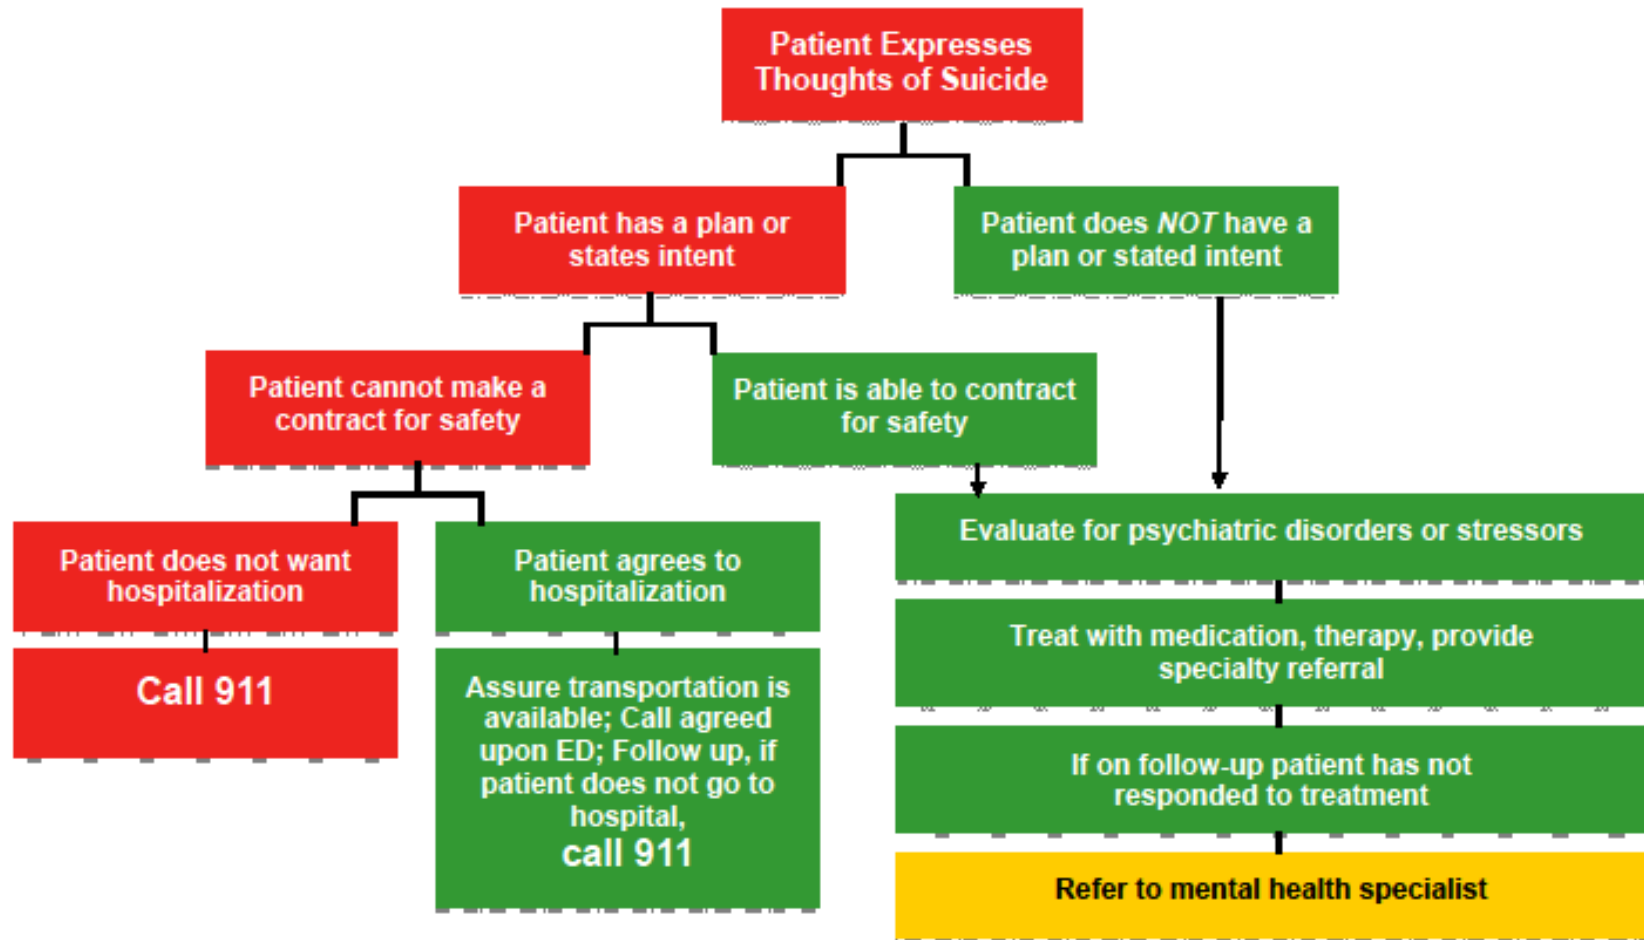 Patient Expresses
Thoughts of Suicide
Patient has a plan or
states intent
Patient does NOT have a
plan or stated intent
Patient cannot make a
contract for safety
Patient is able to contract
for safety
Patient does not want
hospitalization
Patient agrees to
hospitalization
Evaluate for psychiatric disorders or stressors
Call 911
Assure transportation is
available; Call agreed
upon ED; Follow up, if
patient does not go to
hospital,
call 911
Treat with medication, therapy, provide
specialty referral
If on follow-up patient has not
responded to treatment
Refer to mental health specialist